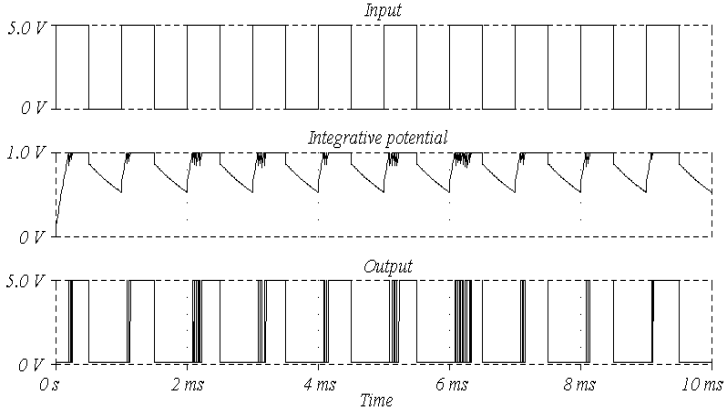 Input
5.0 V
0 V
Integrative potential
1.0 V
0 V
Output
5.0 V
0 V
0 s 2 ms 4 ms 6 ms 8 ms 10 ms
Time